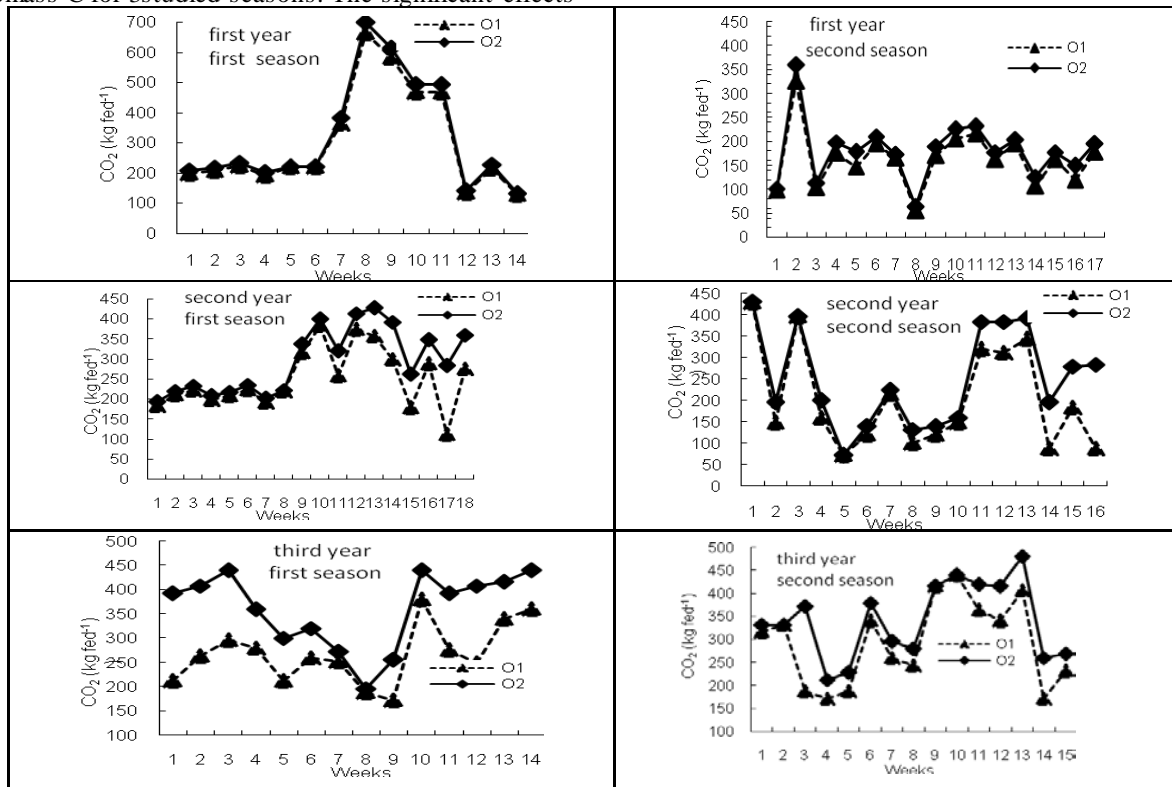 mass C for 3studied seasons. The significant effects
first year
first season
O1
O2
CO2 (kg fed-1)
700
600
500
400
300
200
100
0
1 2 3 4 5 6 7 8 9 10 11 12 13 14
Weeks
first year
second season
O1
O2
CO2 (kg fed-1)
450
400
350
300
250
200
150
100
50
0
1 2 3 4 5 6 7 8 9 10 11 12 13 14 15 16 17
Weeks
second year
first season
O1
O2
CO2 (kg fed-1)
450
400
350
300
250
200
150
100
50
0
1 2 3 4 5 6 7 8 9 10 11 12 13 14 15 16 17 18
Weeks
second year
second season
O1
O2
CO2 (kg fed-1)
450
400
350
300
250
200
150
100
50
0
1 2 3 4 5 6 7 8 9 10 11 12 13 14 15 16
Weeks
third year
first season
O1
O2
CO2 (kg fed-1)
500
450
400
350
300
250
200
150
100
1 2 3 4 5 6 7 8 9 10 11 12 13 14
Weeks
third year
second season
O1
O2
CO2 (kg fed-1)
500
450
400
350
300
250
200
150
100
1 2 3 4 5 6 7 8 9 10 11 12 13 14 15
Weeks